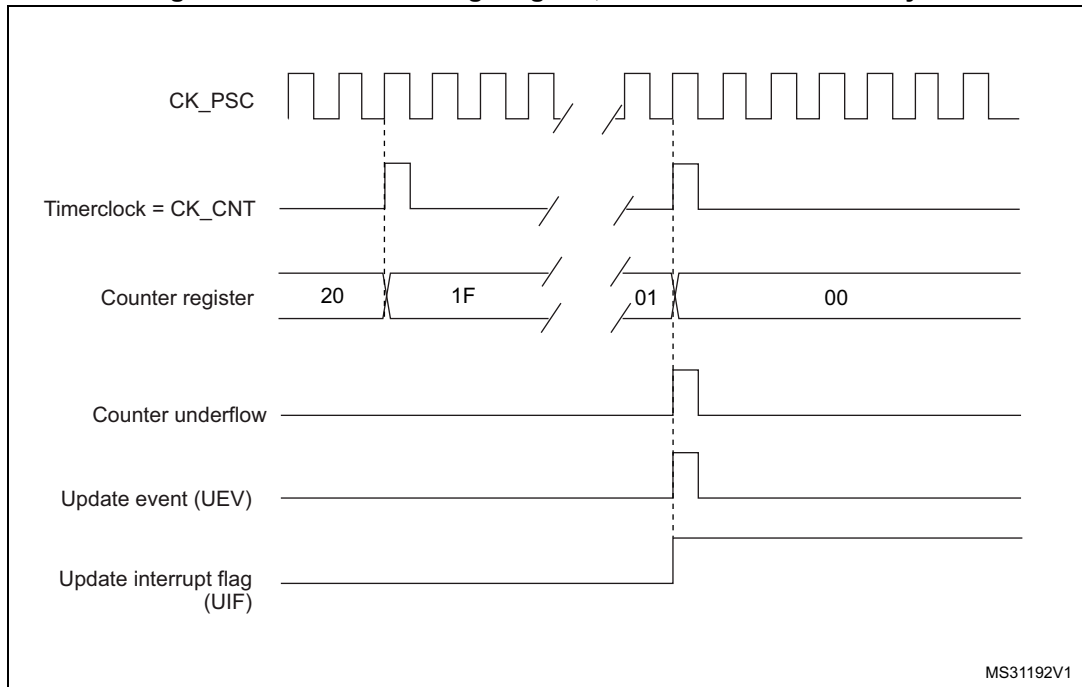 CK_PSC
Timerclock = CK_CNT
Counter register
20
1F
01
00
Counter underflow
Update event (UEV)
Update interrupt flag
(UIF)
MS31192V1